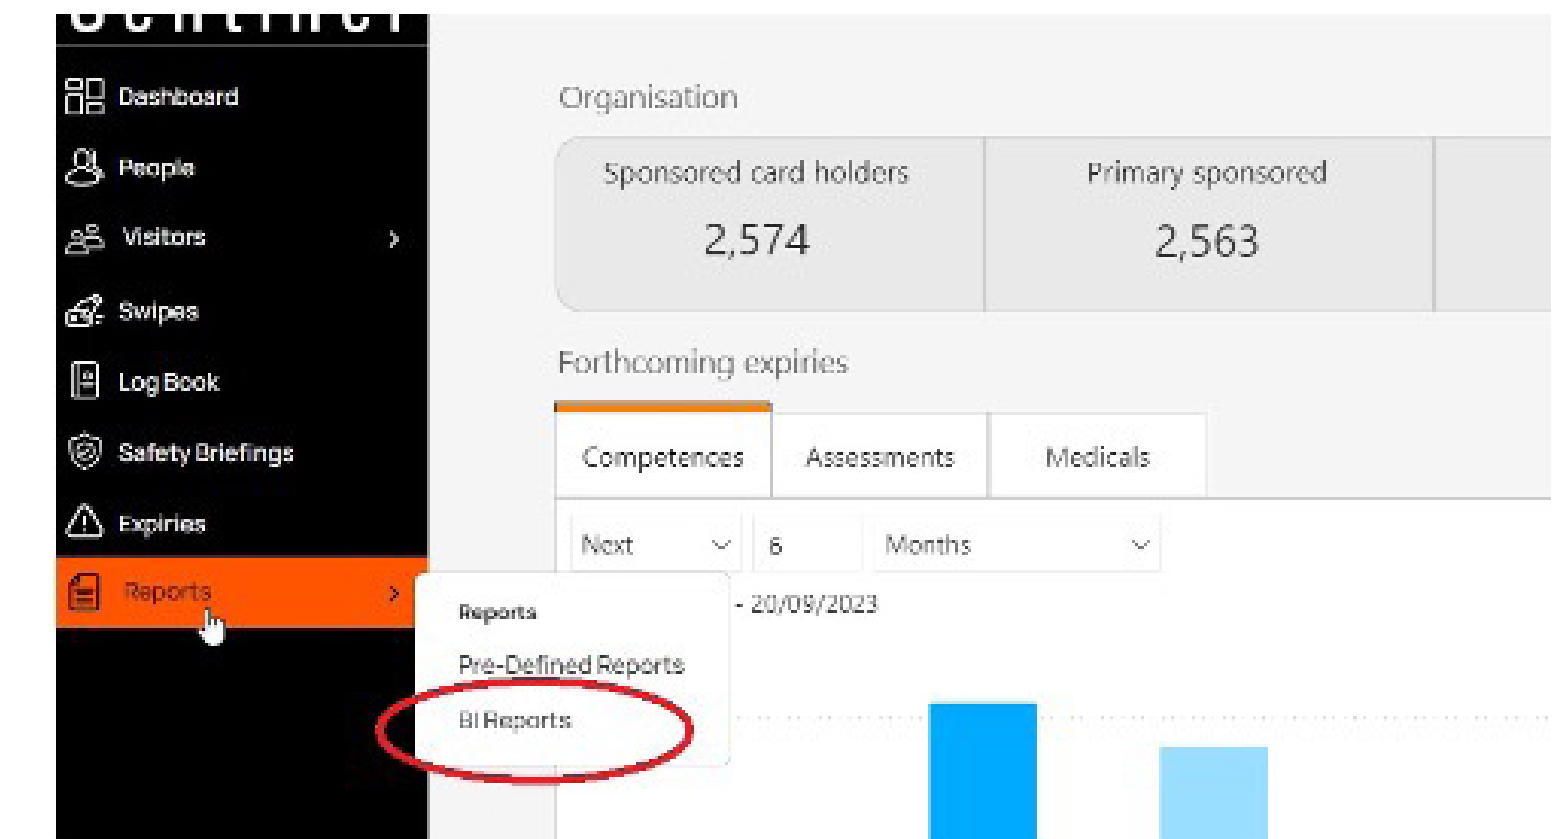 Sentinel
Dashboard
People
Visitors
Swipes
Log Book
Safety Briefings
Expiries
Reports
Organisation
Sponsored card holders
2,574
Primary sponsored
2,563
Forthcoming expiries
Competences
Assessments
Medicals
Next
6
Months
- 20/09/2023
Reports
Pre-Defined Reports
BI Reports